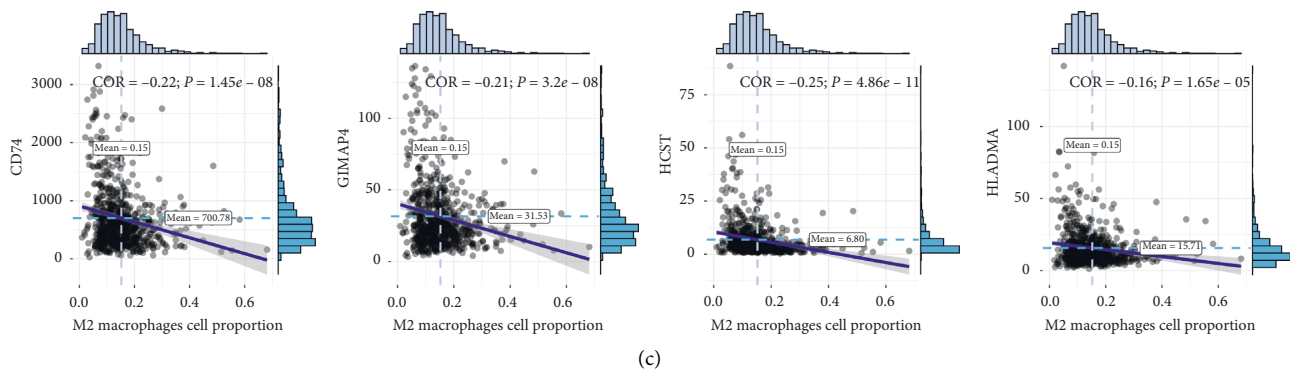 COR = −0.22; P = 1.45e − 08
3000
2000
1000
0
CD74
Mean = 0.15
Mean = 700.78
0.0 0.2 0.4 0.6
M2 macrophages cell proportion
COR = −0.21; P = 3.2e − 08
100
50
0
GIMAP4
Mean = 0.15
Mean = 31.53
0.0 0.2 0.4 0.6
M2 macrophages cell proportion
COR = −0.25; P = 4.86e − 11
75
50
25
0
HCST
Mean = 0.15
Mean = 6.80
0.0 0.2 0.4 0.6
M2 macrophages cell proportion
COR = −0.16; P = 1.65e − 05
100
50
0
HLADMA
Mean = 0.15
Mean = 15.71
0.0 0.2 0.4 0.6
M2 macrophages cell proportion
(c)